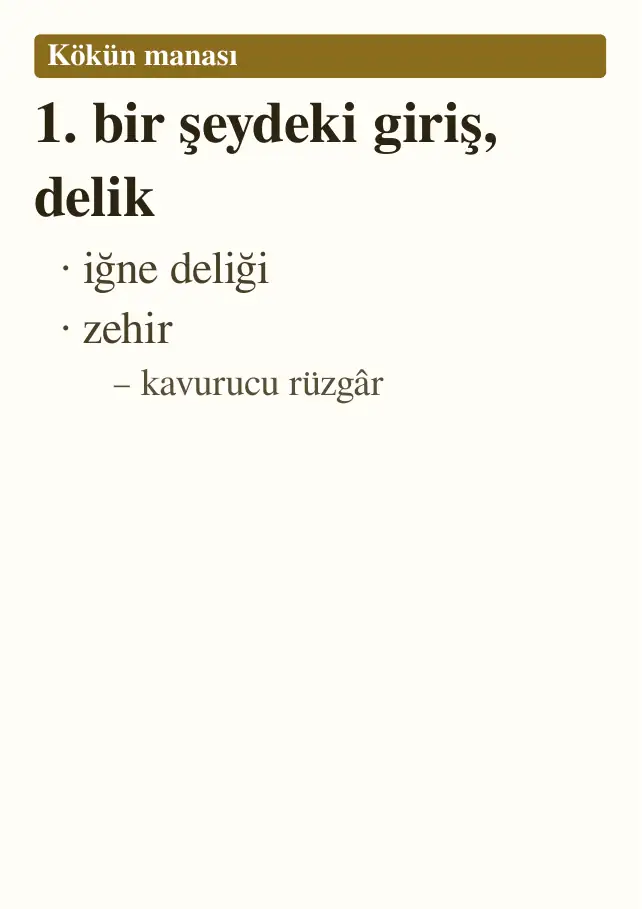 Kökün manası
1. bir şeydeki giriş,
delik
· iğne deliği
· zehir
– kavurucu rüzgâr